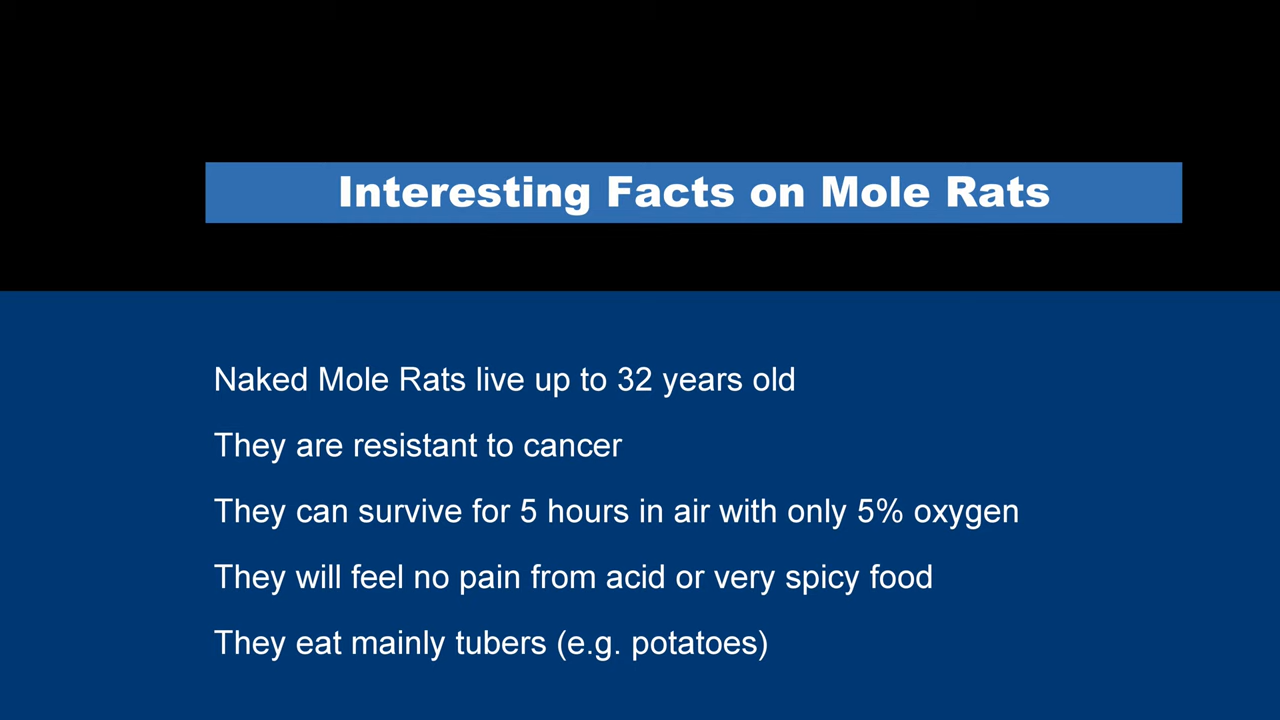 Interesting Facts on Mole Rats
Naked Mole Rats live up to 32 years old
They are resistant to cancer
They can survive for 5 hours in air with only 5% oxygen
They will feel no pain from acid or very spicy food
They eat mainly tubers (e.g. potatoes)